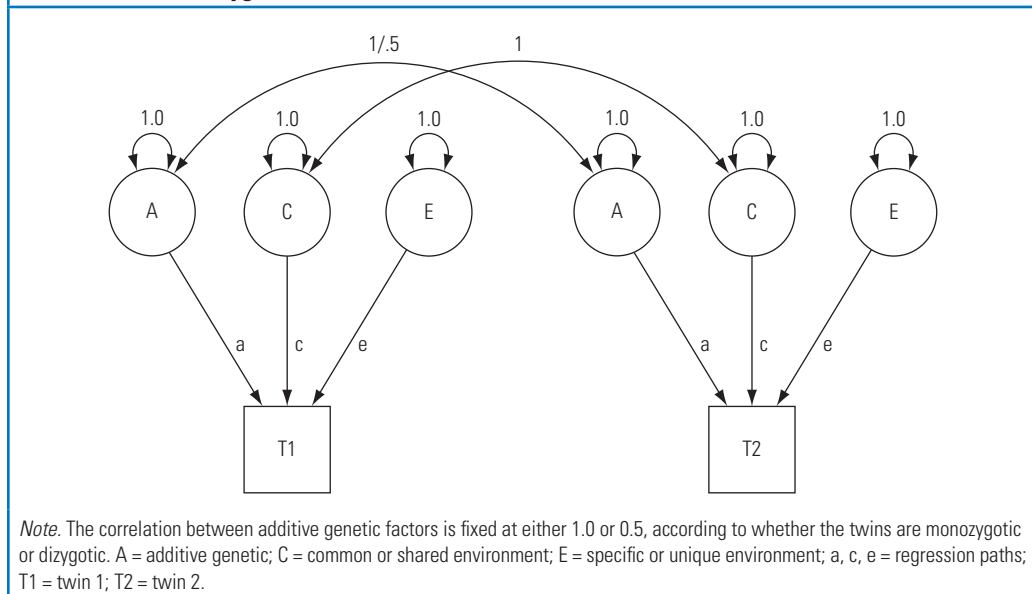 1/.5 1
1.0 1.0 1.0 1.0 1.0 1.0
A C E A C E
a c e a c e
T1 T2
Note. The correlation between additive genetic factors is fixed at either 1.0 or 0.5, according to whether the twins are monozygotic
or dizygotic. A = additive genetic; C = common or shared environment; E = specific or unique environment; a, c, e = regression paths;
T1 = twin 1; T2 = twin 2.